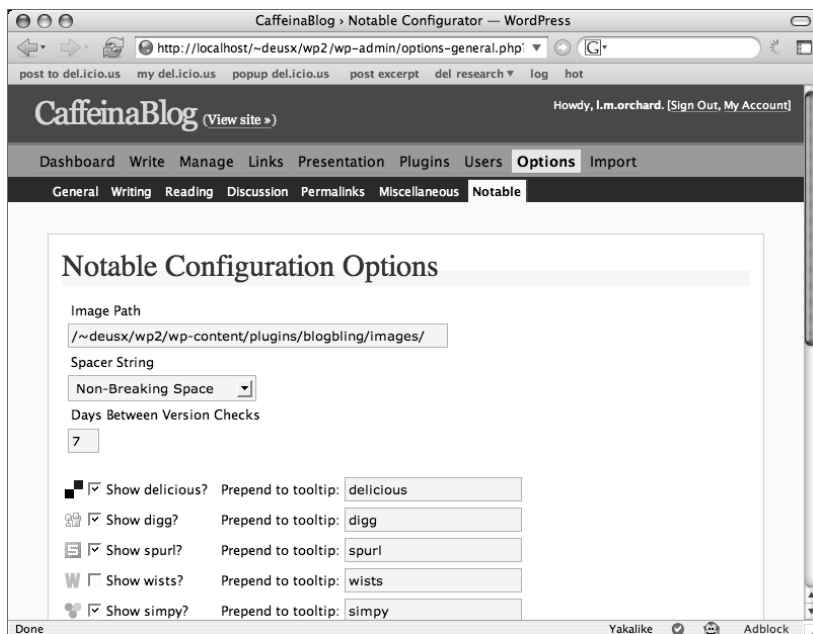 CaffeinaBlog › Notable Configurator — WordPress
http://localhost/~deusx/wp2/wp-admin/options-general.php?
G
post to del.icio.us my del.icio.us popup del.icio.us post excerpt del research log hot
CaffeinaBlog (View site »)
Howdy, l.m.orchard. [Sign Out, My Account]
Dashboard Write Manage Links Presentation Plugins Users Options Import
General Writing Reading Discussion Permalinks Miscellaneous Notable
Notable Configuration Options
Image Path
/~deusx/wp2/wp-content/plugins/blogbling/images/
Spacer String
Non-Breaking Space
Days Between Version Checks
7
Show delicious? Prepend to tooltip: delicious
Show digg? Prepend to tooltip: digg
Show spurl? Prepend to tooltip: spurl
W Show wists? Prepend to tooltip: wists
Show simpy? Prepend to tooltip: simpy
Done Yakalike Adblock